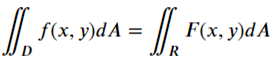 ∬_D f(x, y)dA = ∬_R F(x, y)dA